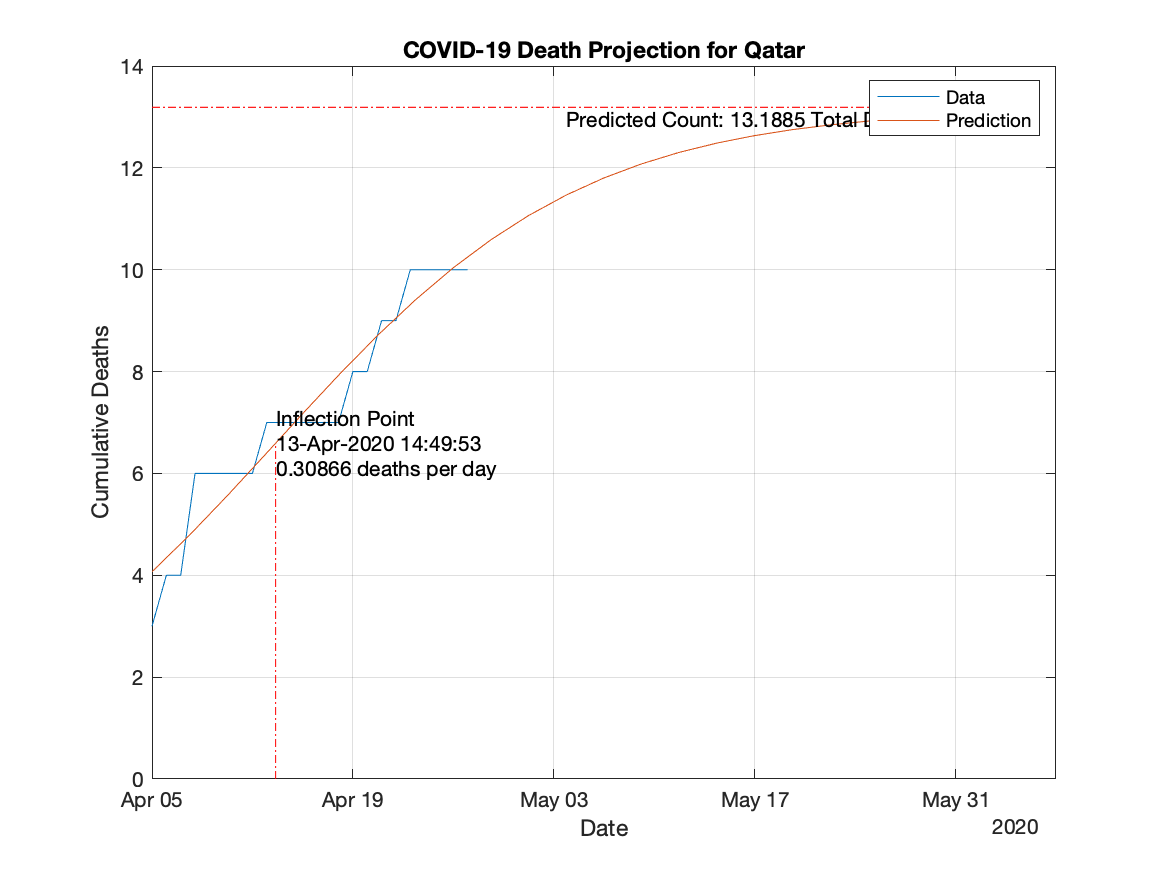 COVID-19 Death Projection for Qatar
14
12
10
8
6
4
2
0
Cumulative Deaths
Data
Prediction
Predicted Count: 13.1885 Total
Inflection Point
13-Apr-2020 14:49:53
0.30866 deaths per day
Apr 05
Apr 19
May 03
May 17
May 31
Date
2020